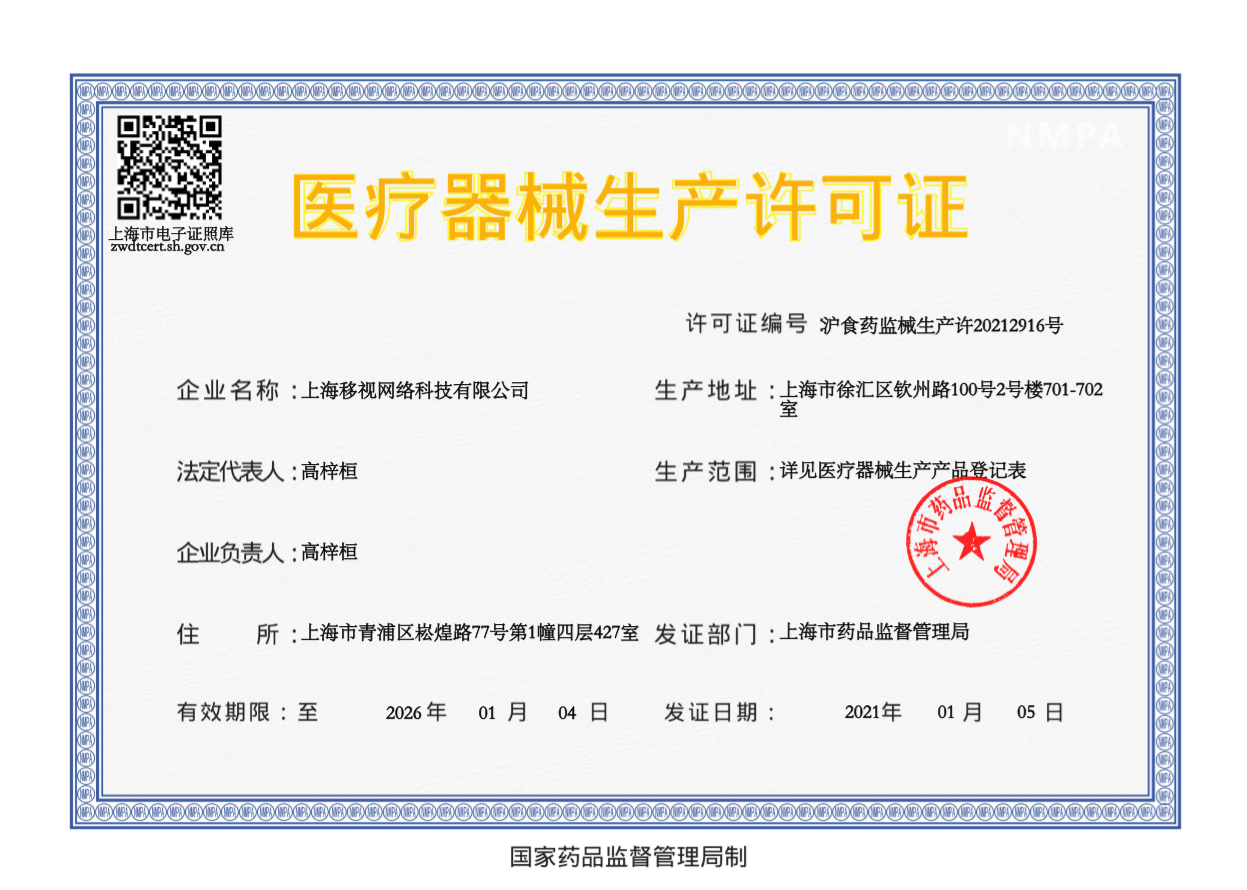 NMPA
上海市电子证照库
zwdtcert.sh.gov.cn
医疗器械生产许可证
许可证编号 沪食药监械生产许20212916号
企业名称：上海移视网络科技有限公司
生产地址：上海市徐汇区钦州路100号2号楼701-702
室
法定代表人：高梓桓
生产范围：详见医疗器械生产产品登记表
企业负责人：高梓桓
上海市药品监督管理局
住 所：上海市青浦区崧煌路77号第1幢四层427室
发证部门：上海市药品监督管理局
有效期限：至 2026 年 01 月 04 日
发证日期： 2021年 01 月 05 日
国家药品监督管理局制